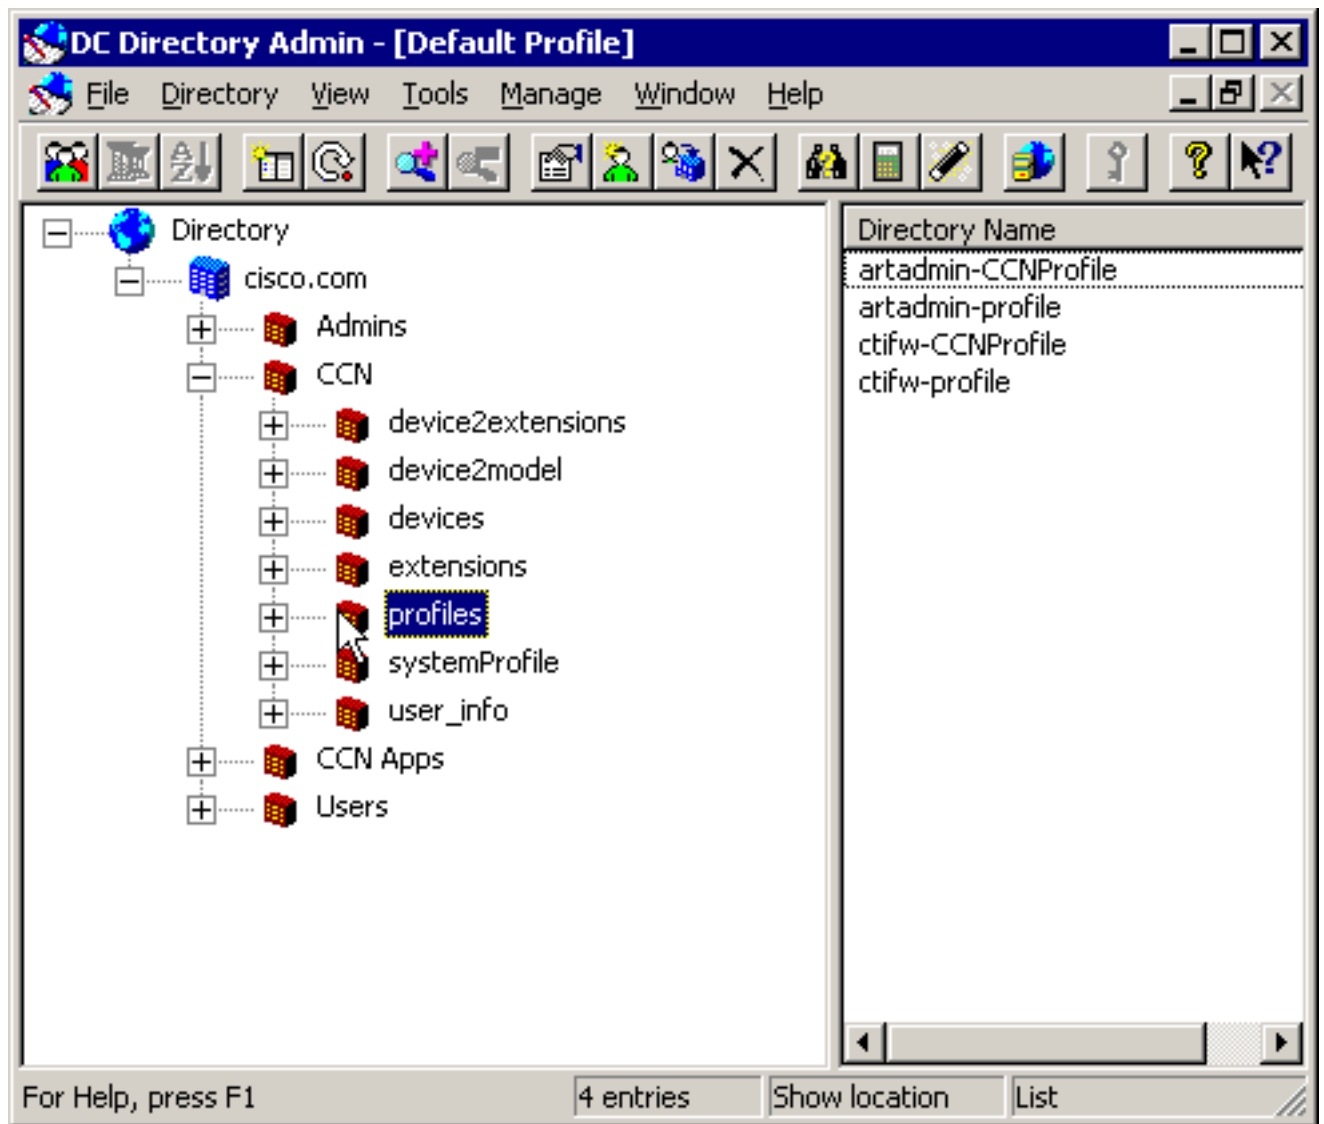 DC Directory Admin - [Default Profile]
File Directory View Tools Manage Window Help
Directory
cisco.com
Admins
CCN
device2extensions
device2model
devices
extensions
profiles
systemProfile
user_info
CCN Apps
Users
Directory Name
artadmin-CCNProfile
artadmin-profile
ctifw-CCNProfile
ctifw-profile
For Help, press F1
4 entries
Show location
List